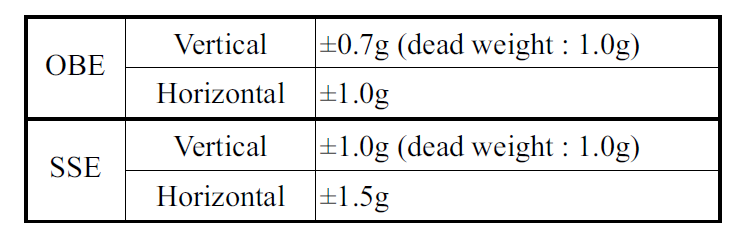 OBE
Vertical ±0.7g (dead weight : 1.0g)
Horizontal ±1.0g
SSE
Vertical ±1.0g (dead weight : 1.0g)
Horizontal ±1.5g